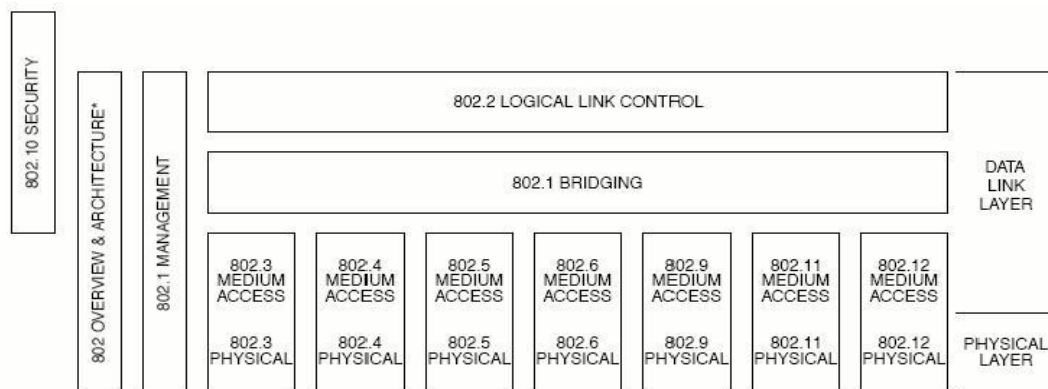 802.10 SECURITY
802 OVERVIEW & ARCHITECTURE*
802.1 MANAGEMENT
802.2 LOGICAL LINK CONTROL
802.1 BRIDGING
DATA
LINK
LAYER
802.3
MEDIUM
ACCESS
802.4
MEDIUM
ACCESS
802.5
MEDIUM
ACCESS
802.6
MEDIUM
ACCESS
802.9
MEDIUM
ACCESS
802.11
MEDIUM
ACCESS
802.12
MEDIUM
ACCESS
802.3
PHYSICAL
802.4
PHYSICAL
802.5
PHYSICAL
802.6
PHYSICAL
802.9
PHYSICAL
802.11
PHYSICAL
802.12
PHYSICAL
PHYSICAL
LAYER